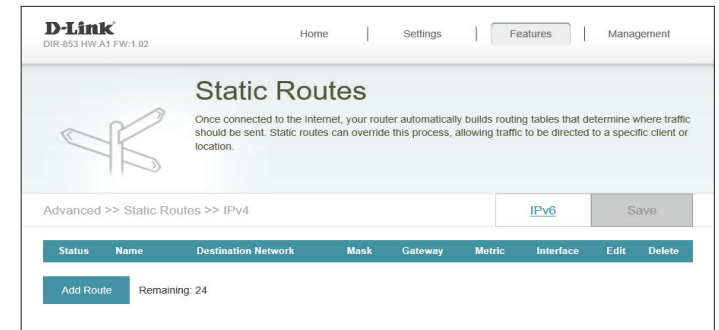 D-Link
DIR-853 HW:A1 FW:1.02
Home | Settings | Features | Management
Static Routes
Once connected to the Internet, your router automatically builds routing tables that determine where traffic
should be sent. Static routes can override this process, allowing traffic to be directed to a specific client or
location.
Advanced >> Static Routes >> IPv4
IPv6
Save
Status Name Destination Network Mask Gateway Metric Interface Edit Delete
Add Route
Remaining: 24